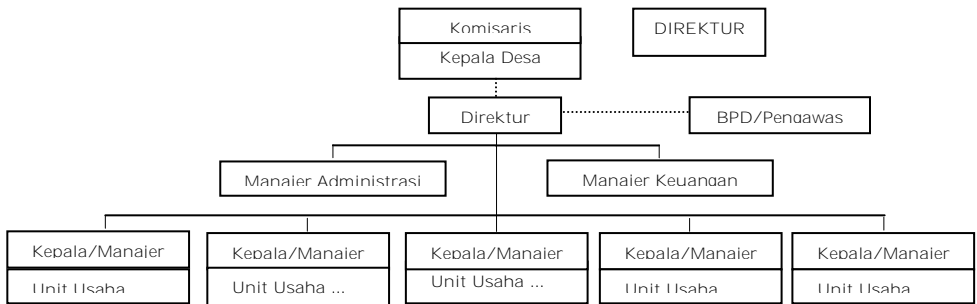 Komisaris
DIREKTUR
Kepala Desa
Direktur
BPD/Pengawas
Manajer Administrasi
Manajer Keuangan
Kepala/Manajer
Kepala/Manajer
Kepala/Manajer
Kepala/Manajer
Kepala/Manajer
Unit Usaha
Unit Usaha ...
Unit Usaha ...
Unit Usaha
Unit Usaha